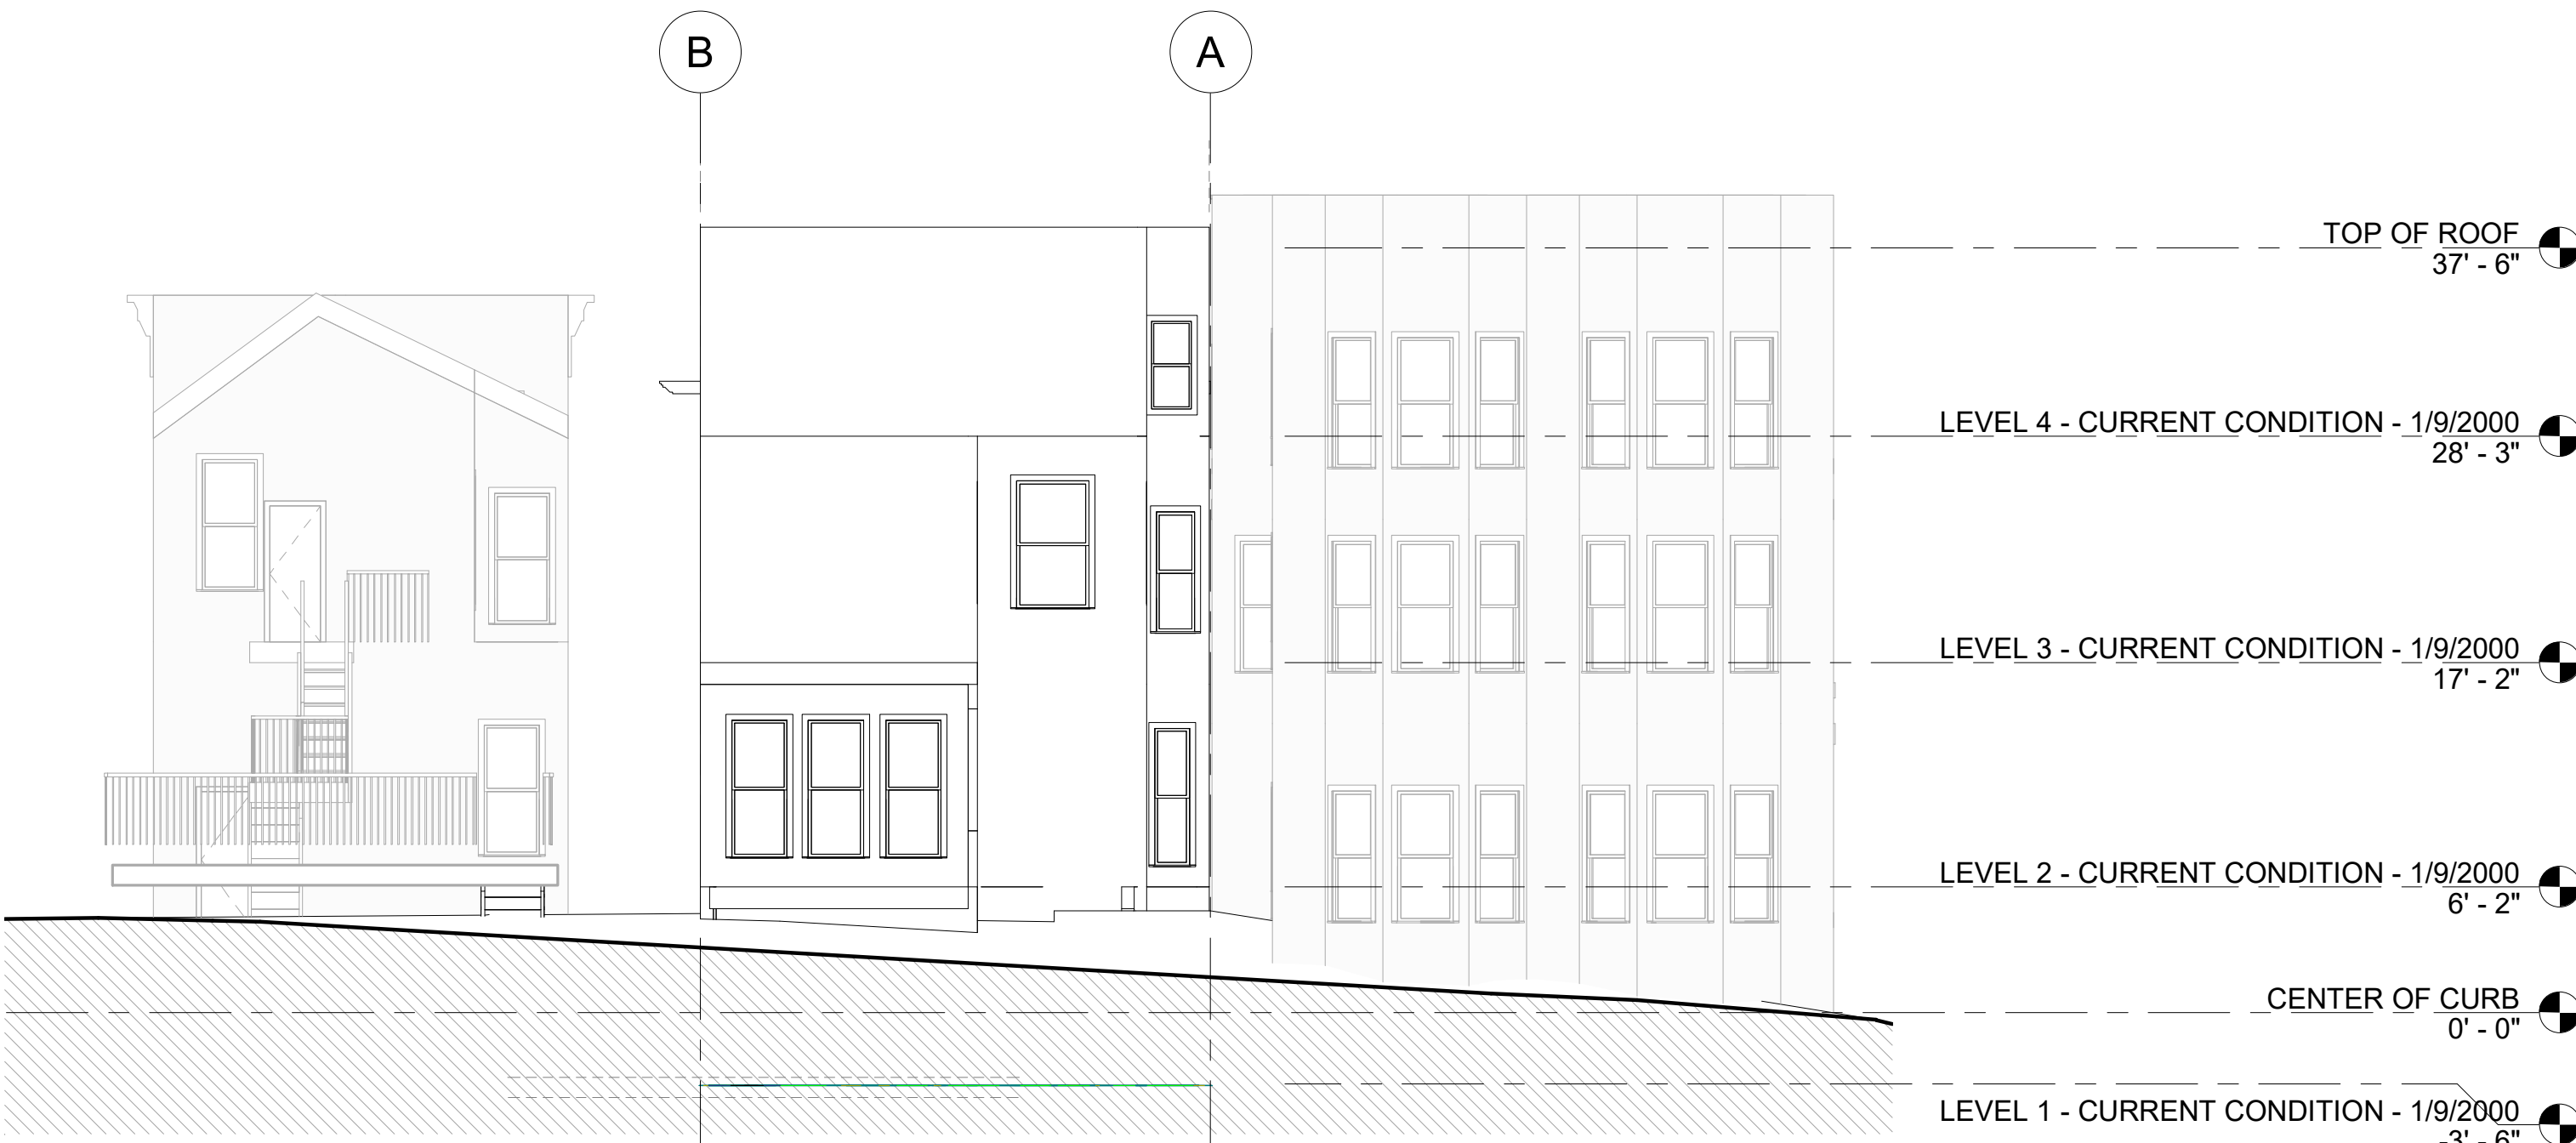 B
A
TOP OF ROOF
37' - 6"
LEVEL 4 - CURRENT CONDITION - 1/9/2000
28' - 3"
LEVEL 3 - CURRENT CONDITION - 1/9/2000
17' - 2"
LEVEL 2 - CURRENT CONDITION - 1/9/2000
6' - 2"
CENTER OF CURB
0' - 0"
LEVEL 1 - CURRENT CONDITION - 1/9/2000
-3' - 6"